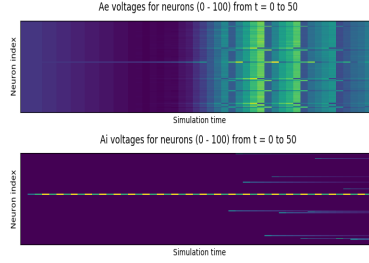 Ae voltages for neurons (0 - 100) from t = 0 to 50
Neuron index
Simulation time
Ai voltages for neurons (0 - 100) from t = 0 to 50
Neuron index
Simulation time